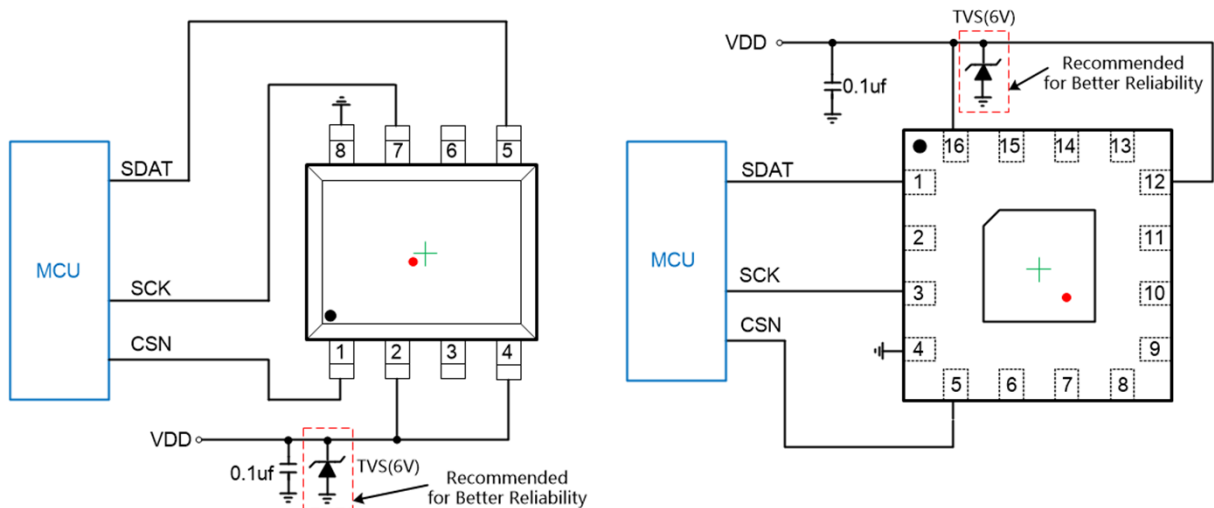 SDAT
SCK
CSN
MCU
8
7
6
5
1
2
3
4
VDD
0.1uf
TVS(6V)
Recommended
for Better Reliability
TVS(6V)
VDD
Recommended
for Better Reliability
0.1uf
SDAT
SCK
CSN
MCU
16
15
14
13
1
2
3
4
12
11
10
9
5
6
7
8